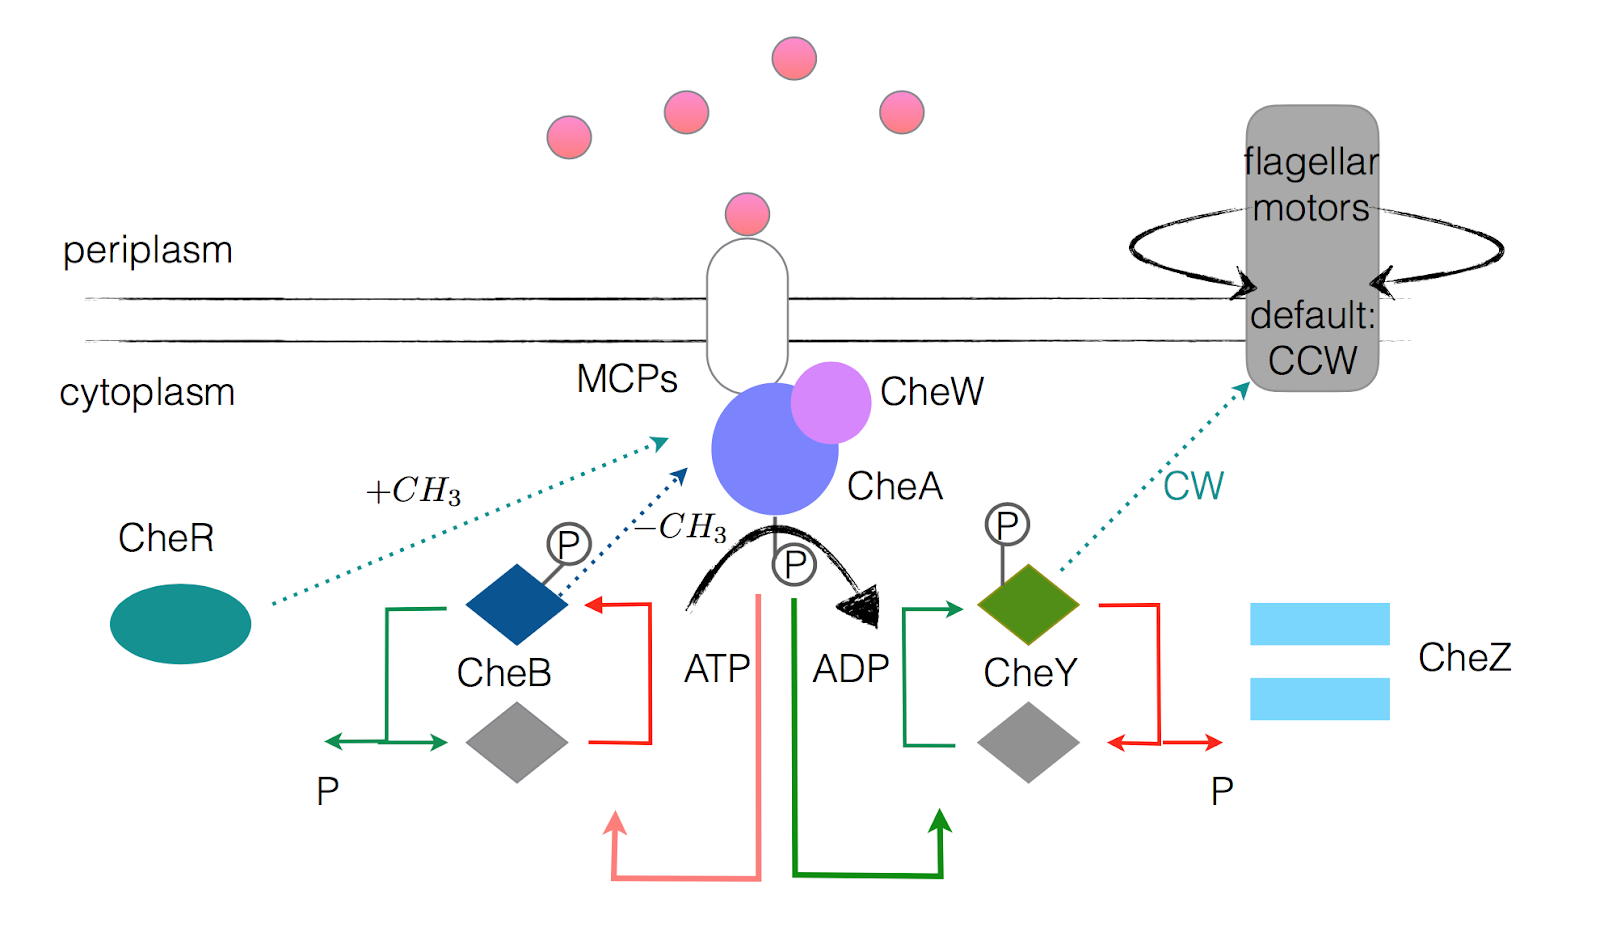 flagellar
motors
periplasm
default:
CCW
MCPs
CheW
cytoplasm
CheA
CW
+CH₃
−CH₃
CheR
P
P
P
CheB
ATP
ADP
CheY
CheZ
P
P